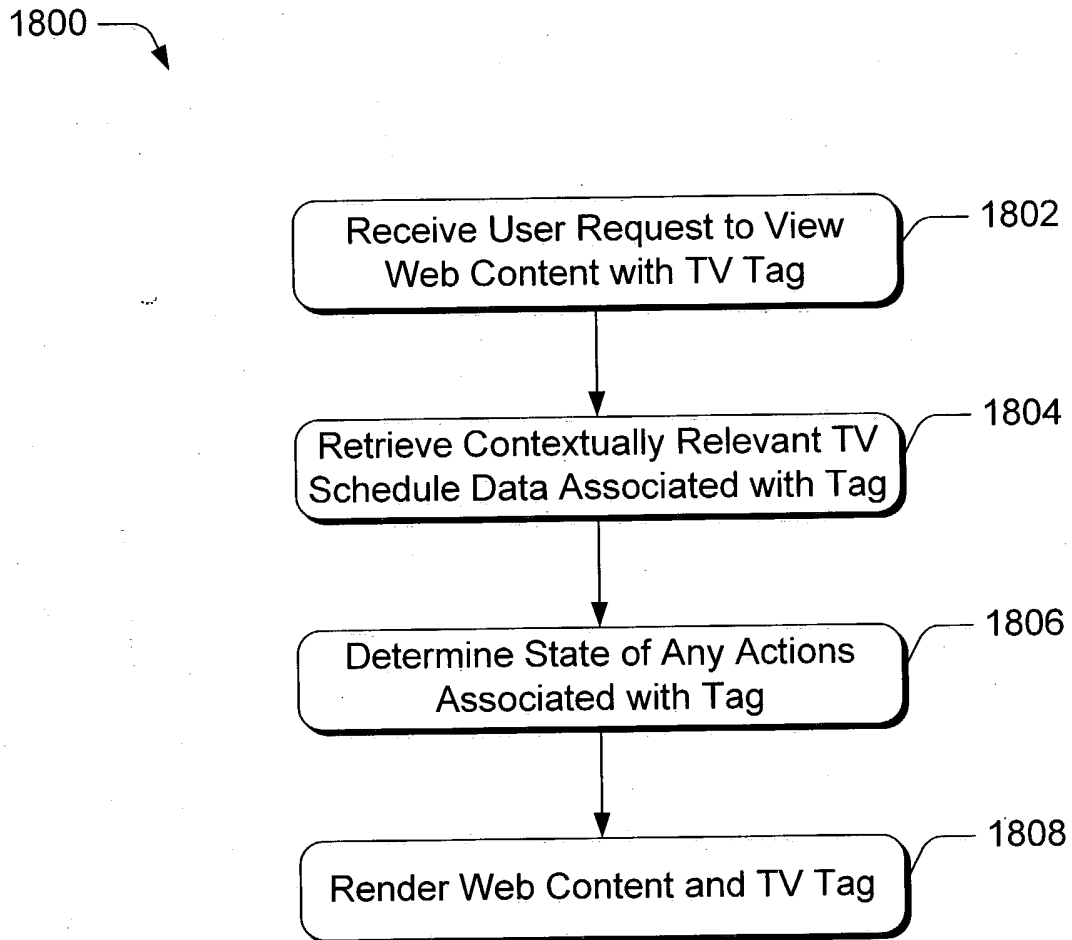 1800
Receive User Request to View
Web Content with TV Tag
1802
Retrieve Contextually Relevant TV
Schedule Data Associated with Tag
1804
Determine State of Any Actions
Associated with Tag
1806
Render Web Content and TV Tag
1808